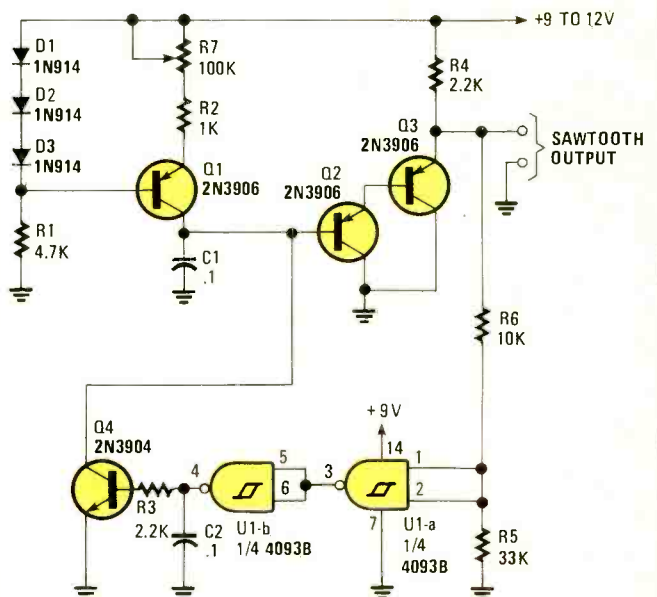 +9 TO 12V
D1
1N914
D2
1N914
D3
1N914
R1
4.7K
R7
100K
R2
1K
Q1
2N3906
C1
.1
Q2
2N3906
Q3
2N3906
R4
2.2K
SAWTOOTH
OUTPUT
R6
10K
R5
33K
+9V
14
1
2
3
7
U1-a
1/4
4093B
5
6
4
U1-b
1/4 4093B
Q4
2N3904
R3
2.2K
C2
.1